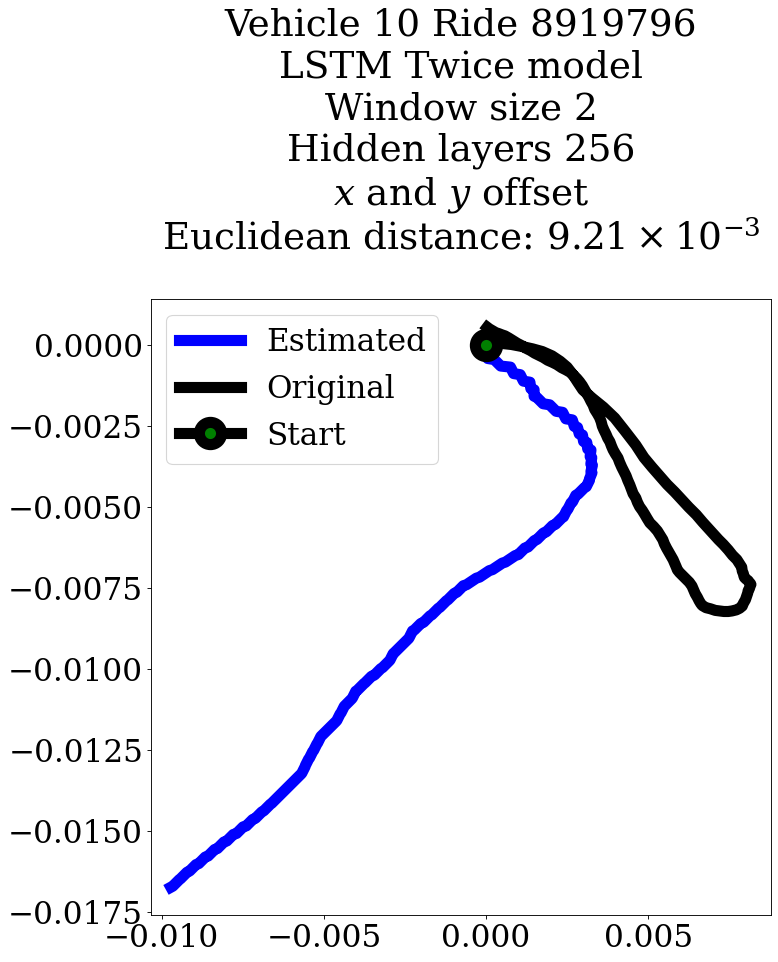 Vehicle 10 Ride 8919796
LSTM Twice model
Window size 2
Hidden layers 256
x and y offset
Euclidean distance: 9.21 × 10⁻³
Estimated
Original
Start
0.0000
−0.0025
−0.0050
−0.0075
−0.0100
−0.0125
−0.0150
−0.0175
−0.010 −0.005 0.000 0.005